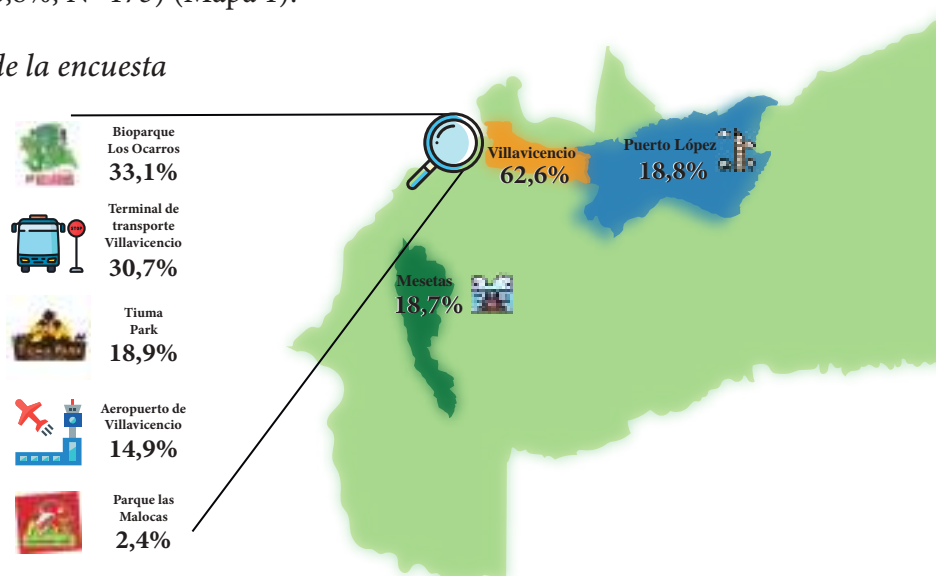 de la encuesta
Bioparque
Los Ocarros
33,1%
Terminal de
transporte
Villavicencio
30,7%
STOP
Tiuma
Park
18,9%
Aeropuerto de
Villavicencio
14,9%
Parque las
Malocas
2,4%
Villavicencio
62,6%
Puerto López
18,8%
Mesetas
18,7%